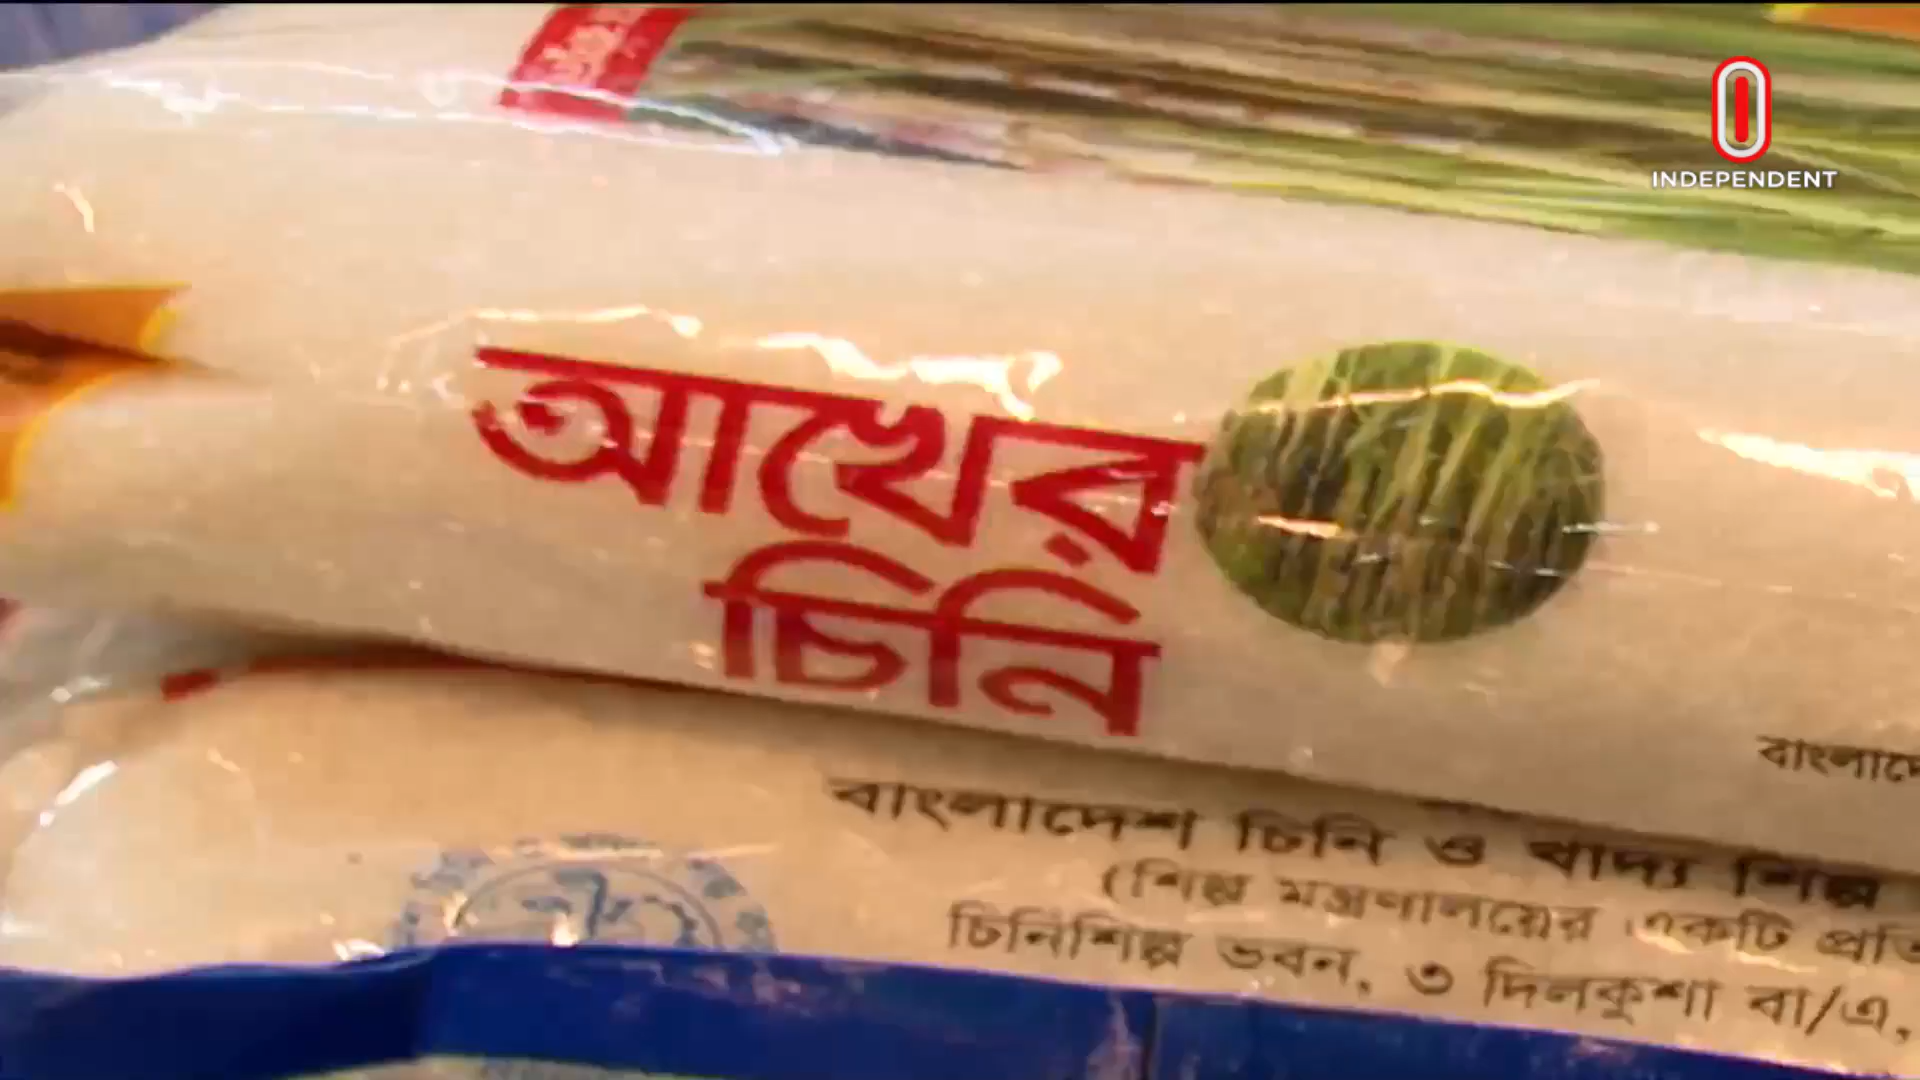 INDEPENDENT
আখের
চিনি
বাংলাদেশ চিনি ও খাদ্য শিল্প
(শিল্প মন্ত্রণালয়ের একটি
চিনিশিল্প ভবন, ৩ দিলকুশা বা/এ,